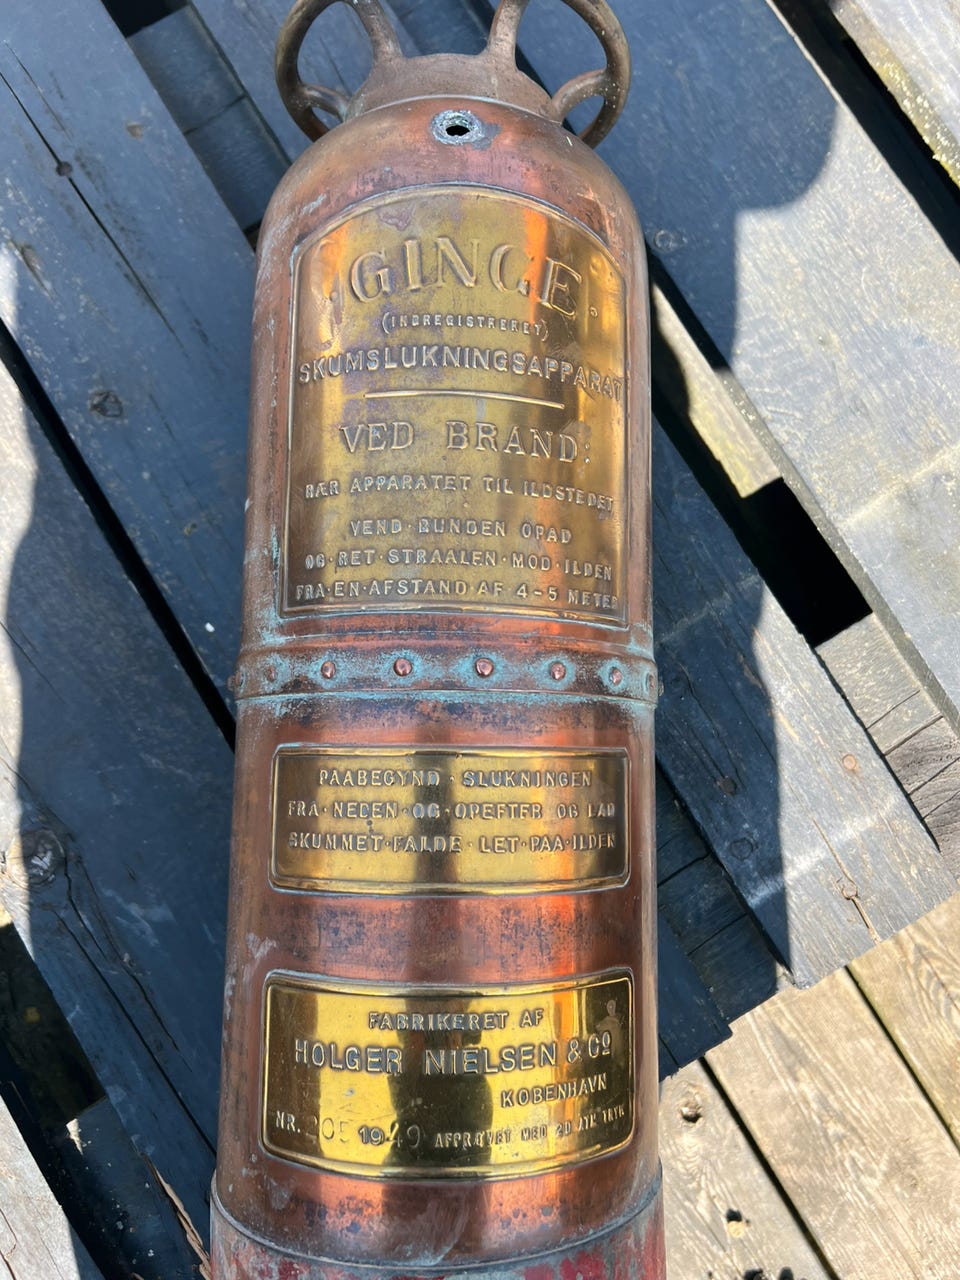 GINGE.
(INDREGISTRERET)
SKUMSLUKNINGSAPPARAT
VED BRAND:
BÆR APPARATET TIL ILDSTEDET
VEND·BUNDEN OPAD
OG·RET·STRAALEN·MOD·ILDEN
FRA·EN·AFSTAND·AF 4-5 METER
PAABEGYND·SLUKNINGEN
FRA·NEDEN·OG·OPEFTER OG LAD
SKUMMET·FALDE·LET·PAA·ILDEN
FABRIKERET AF
HOLGER NIELSEN & Cº
KOBENHAVN
NR. 205 1949 AFPRØVET MED 20 ATM TRYK